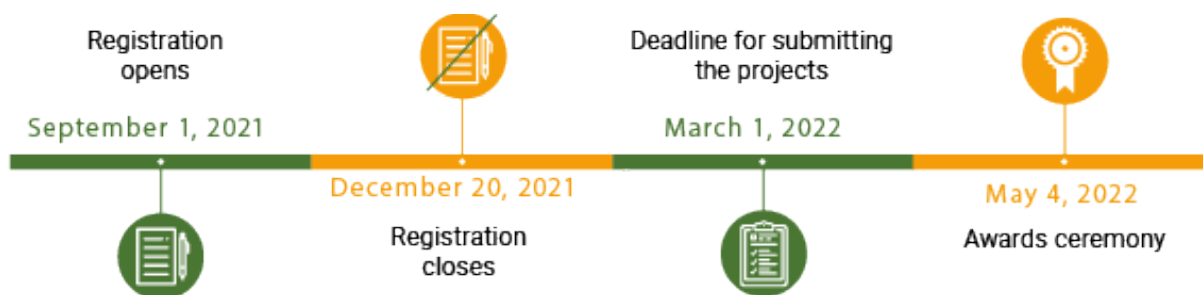 Registration
opens
September 1, 2021
December 20, 2021
Registration
closes
Deadline for submitting
the projects
March 1, 2022
May 4, 2022
Awards ceremony